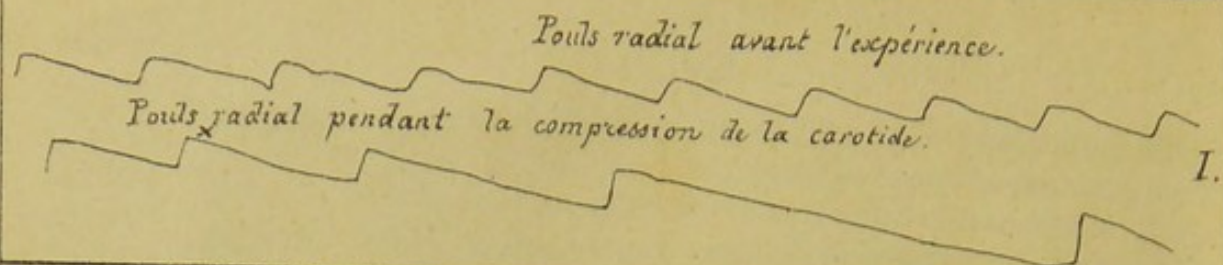 Pouls radial avant l'expérience.
Pouls radial pendant la compression de la carotide.
x
I.